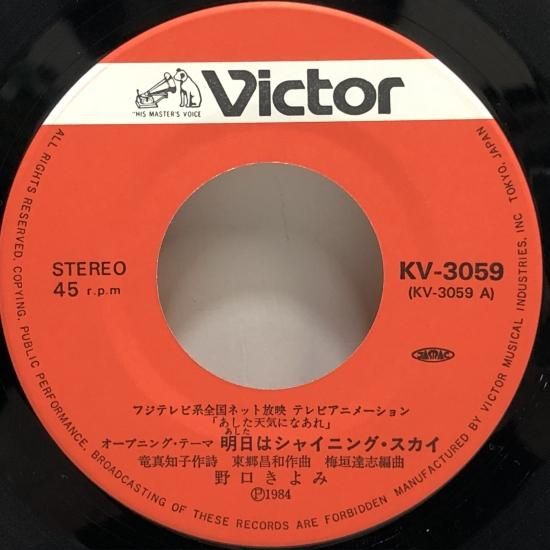 Victor
"HIS MASTER'S VOICE
STEREO
45 r.p.m
KV-3059
(KV-3059 A)
JASRAC
フジテレビ系全国ネット放映 テレビアニメーション
「あした天気になあれ」
オープニング・テーマ 明日はシャイニング・スカイ
あした
竜真知子作詩 東郷昌和作曲 梅垣達志編曲
野口きよみ
Ⓟ1984
ALL RIGHTS RESERVED, COPYING, PUBLIC PERFORMANCE, BROADCASTING OF THESE RECORDS ARE FORBIDDEN MANUFACTURED BY VICTOR MUSICAL INDUSTRIES, INC TOKYO, JAPAN